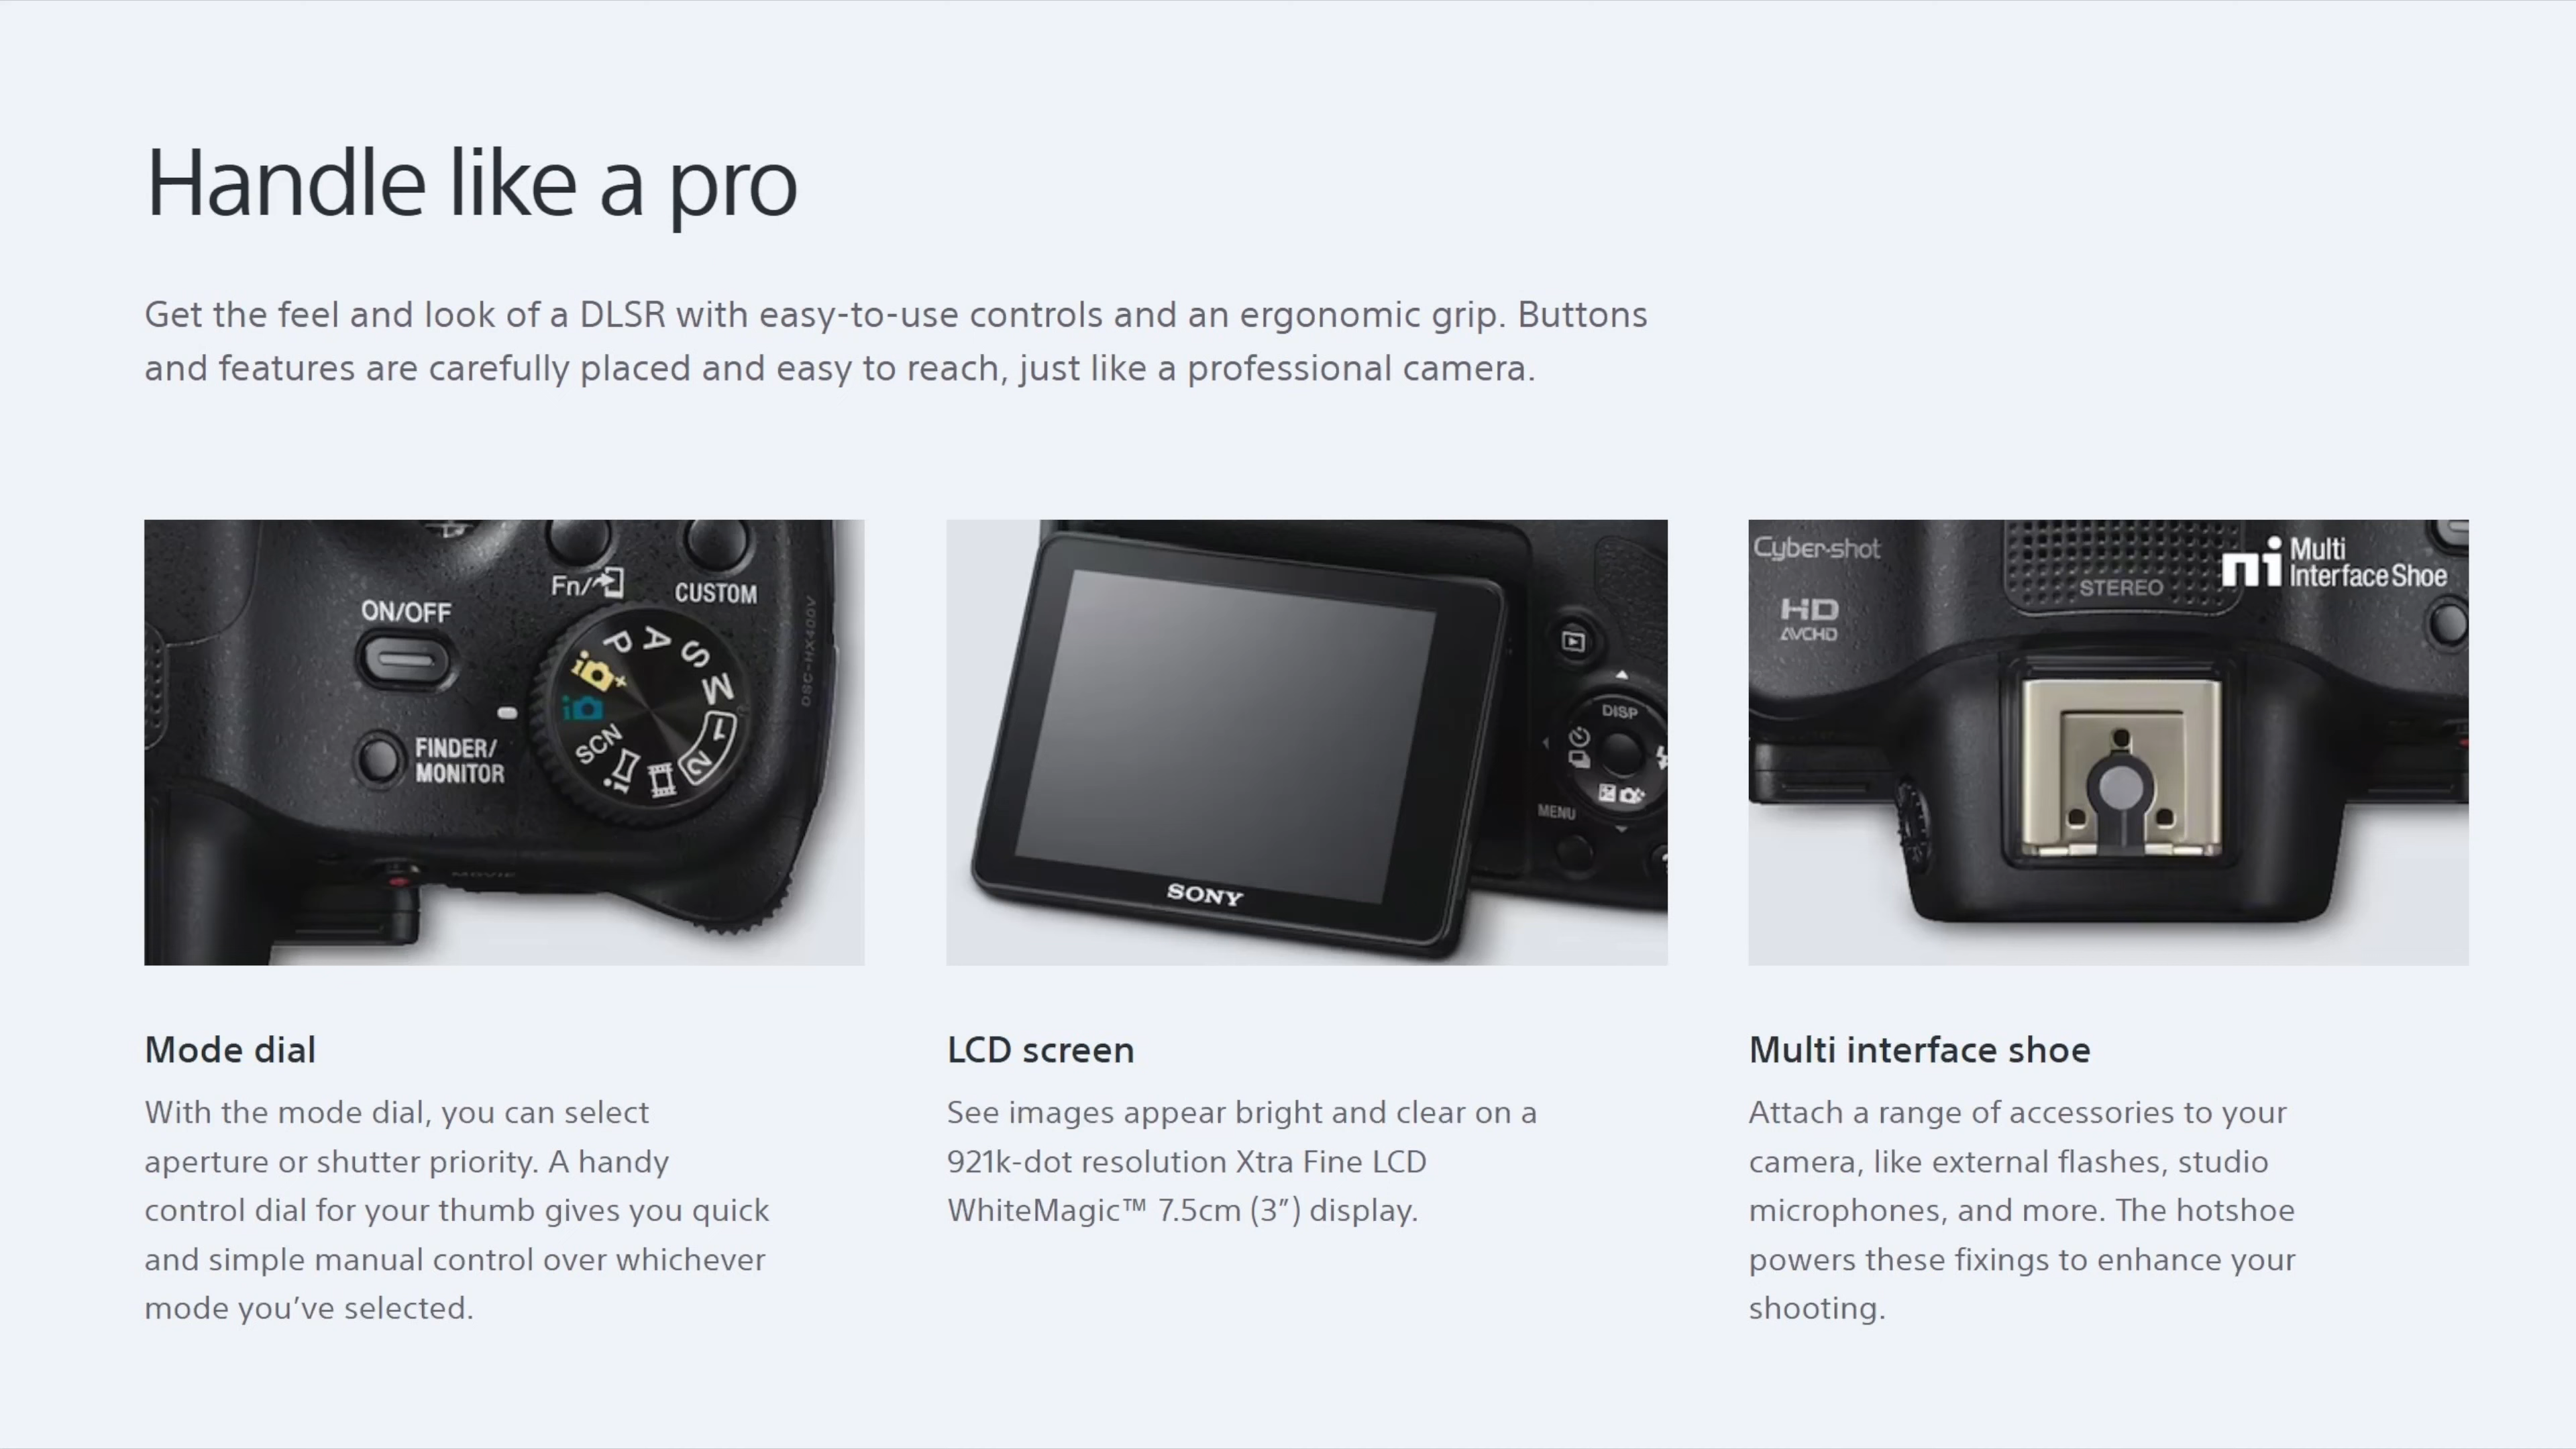 Handle like a pro
Get the feel and look of a DLSR with easy-to-use controls and an ergonomic grip. Buttons
and features are carefully placed and easy to reach, just like a professional camera.
Fn/
CUSTOM
ON/OFF
P A S M 1 2
SCN i
FINDER/
MONITOR
DSC-HX400V
MOVIE
DISP
MENU
?
SONY
Cyber-shot
HD
AVCHD
STEREO
Multi
Interface Shoe
Mode dial
With the mode dial, you can select
aperture or shutter priority. A handy
control dial for your thumb gives you quick
and simple manual control over whichever
mode you’ve selected.
LCD screen
See images appear bright and clear on a
921k-dot resolution Xtra Fine LCD
WhiteMagic™ 7.5cm (3”) display.
Multi interface shoe
Attach a range of accessories to your
camera, like external flashes, studio
microphones, and more. The hotshoe
powers these fixings to enhance your
shooting.